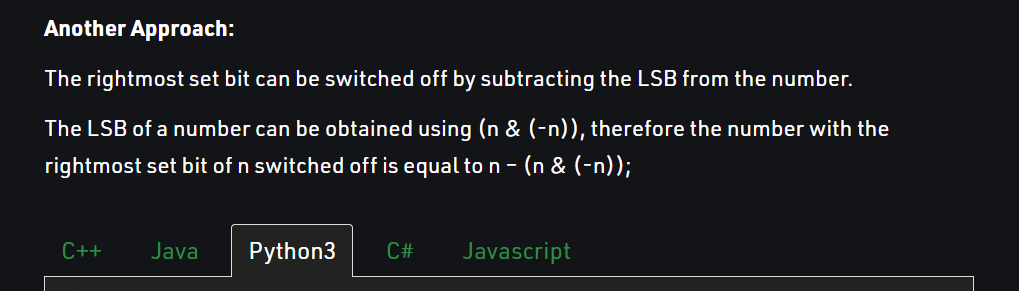 Another Approach:
The rightmost set bit can be switched off by subtracting the LSB from the number.
The LSB of a number can be obtained using (n & (-n)), therefore the number with the
rightmost set bit of n switched off is equal to n – (n & (-n));
C++ Java Python3 C# Javascript